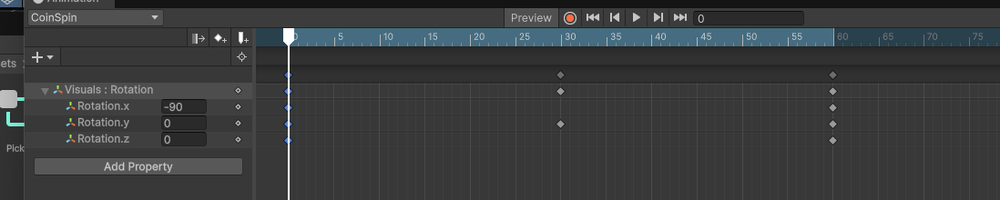 Animation
CoinSpin
Preview
0
0 5 10 15 20 25 30 35 40 45 50 55 60 65 70 75
ets
Visuals : Rotation
Rotation.x -90
Rotation.y 0
Rotation.z 0
Pick
Add Property